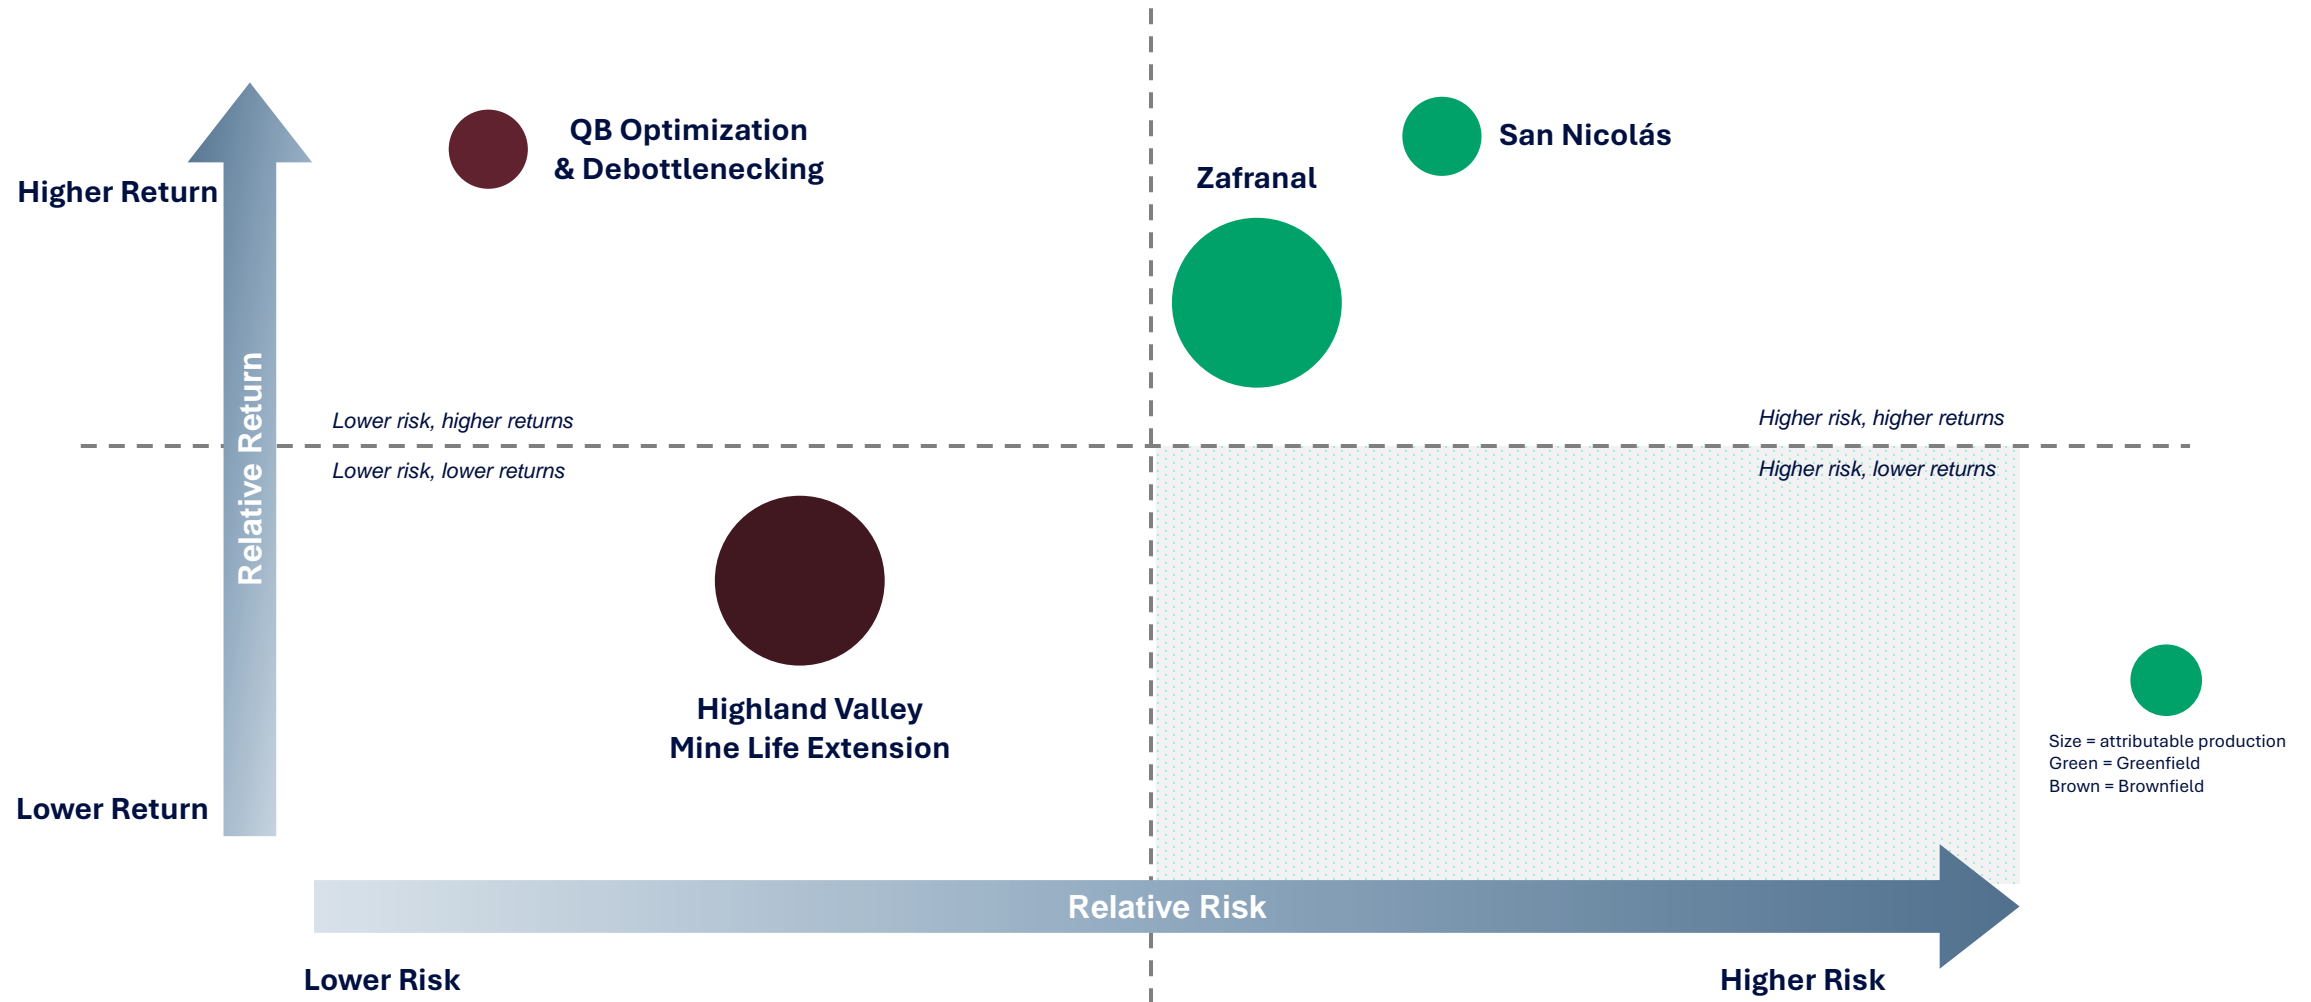 QB Optimization
& Debottlenecking
San Nicolás
Zafranal
Higher Return
Relative Return
Lower risk, higher returns
Higher risk, higher returns
Lower risk, lower returns
Higher risk, lower returns
Highland Valley
Mine Life Extension
Size = attributable production
Green = Greenfield
Brown = Brownfield
Lower Return
Relative Risk
Lower Risk
Higher Risk